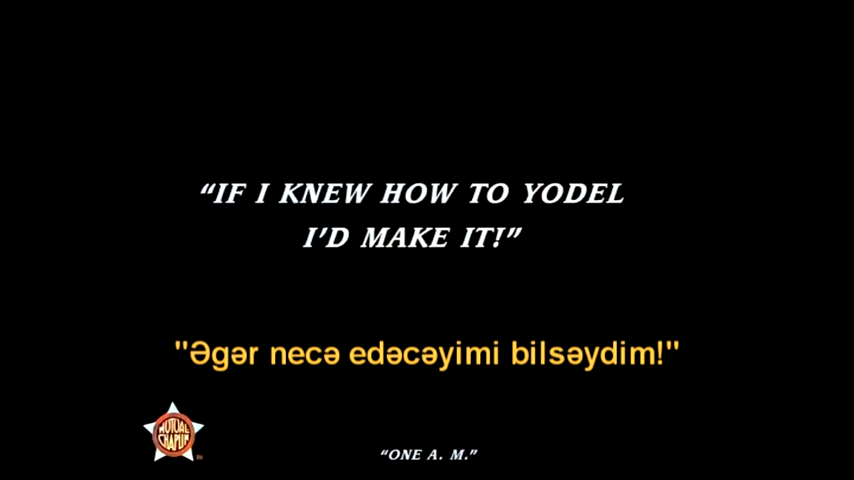 “IF I KNEW HOW TO YODEL
I’D MAKE IT!”
"Əgər necə edəcəyimi bilsəydim!"
MUTUAL
CHAPLIN
“ONE A. M.”